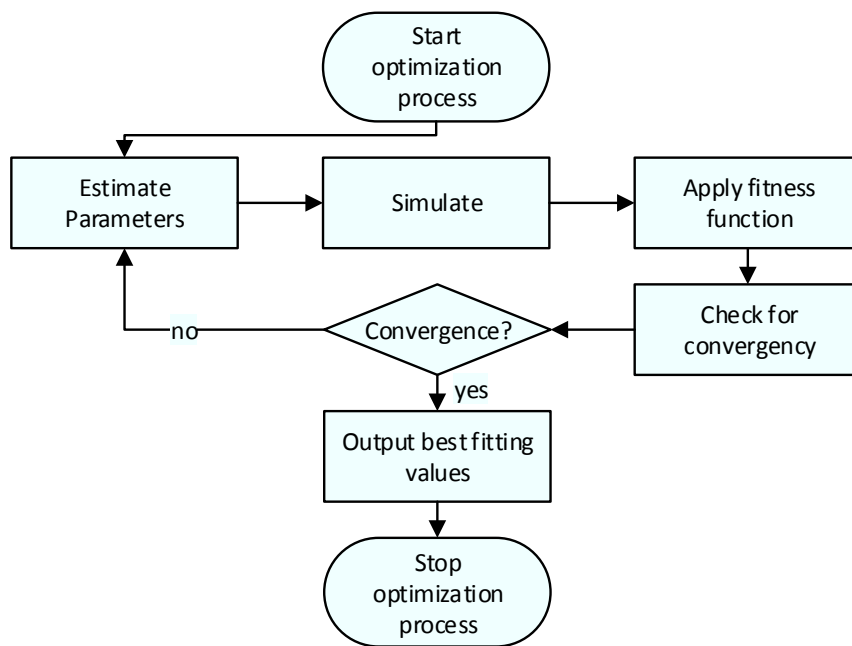 Start
optimization
process
Estimate
Parameters
Simulate
Apply fitness
function
Check for
convergency
Convergence?
no
yes
Output best fitting
values
Stop
optimization
process